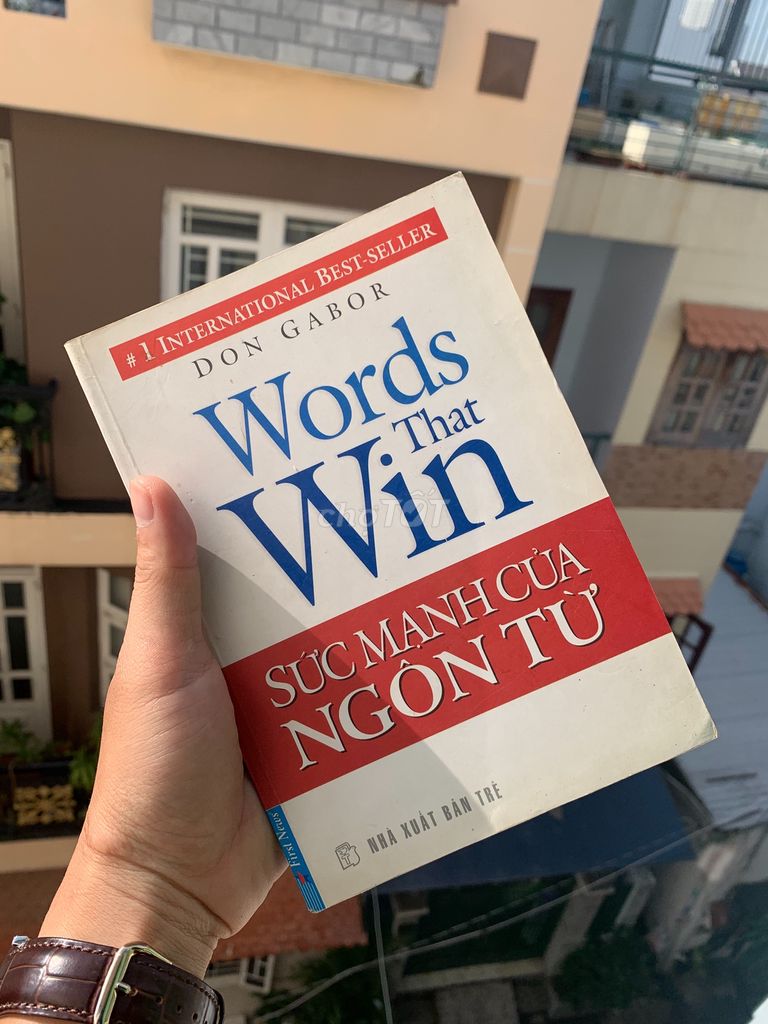 # 1 INTERNATIONAL BEST-SELLER
DON GABOR
Words
That
Win
chợTỐT
SỨC MẠNH CỦA
NGÔN TỪ
NHÀ XUẤT BẢN TRẺ
First News